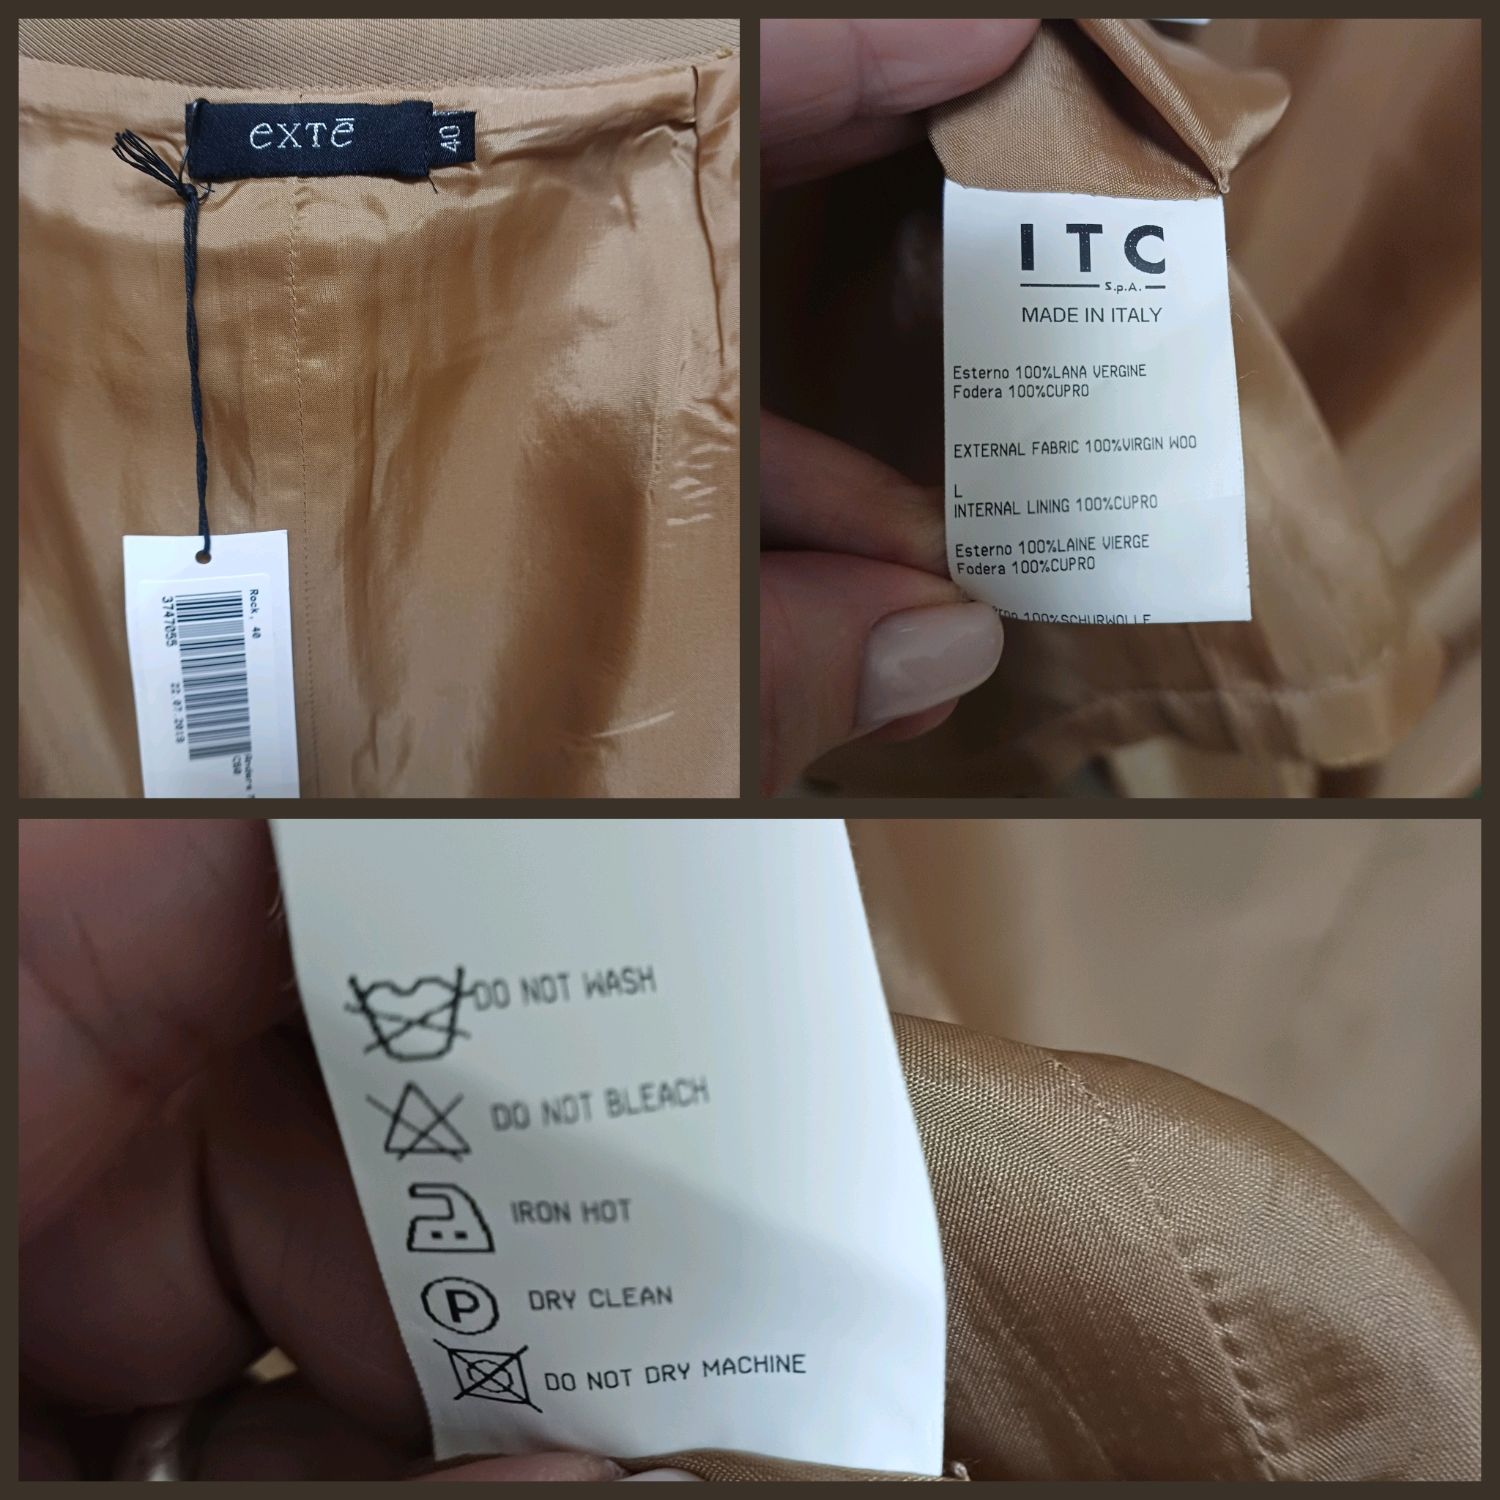 exTē
40
Rock, 40
3747055
22.07.2019
ITC
S.p.A.
MADE IN ITALY
Esterno 100%LANA VERGINE
Fodera 100%CUPRO
EXTERNAL FABRIC 100%VIRGIN WOO
L
INTERNAL LINING 100%CUPRO
Esterno 100%LAINE VIERGE
Fodera 100%CUPRO
100%SCHURWOLLE
DO NOT WASH
DO NOT BLEACH
IRON HOT
P DRY CLEAN
DO NOT DRY MACHINE